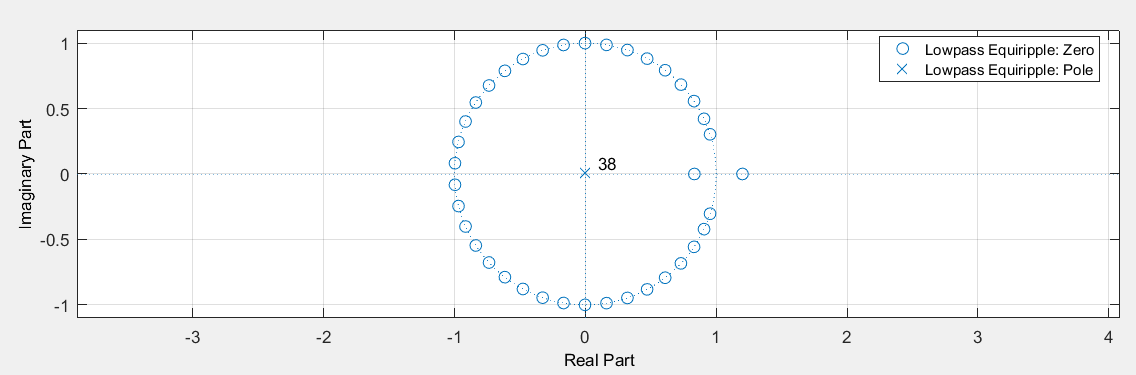 1
0.5
0
-0.5
-1
Imaginary Part
38
Lowpass Equiripple: Zero
Lowpass Equiripple: Pole
-3 -2 -1 0 1 2 3 4
Real Part